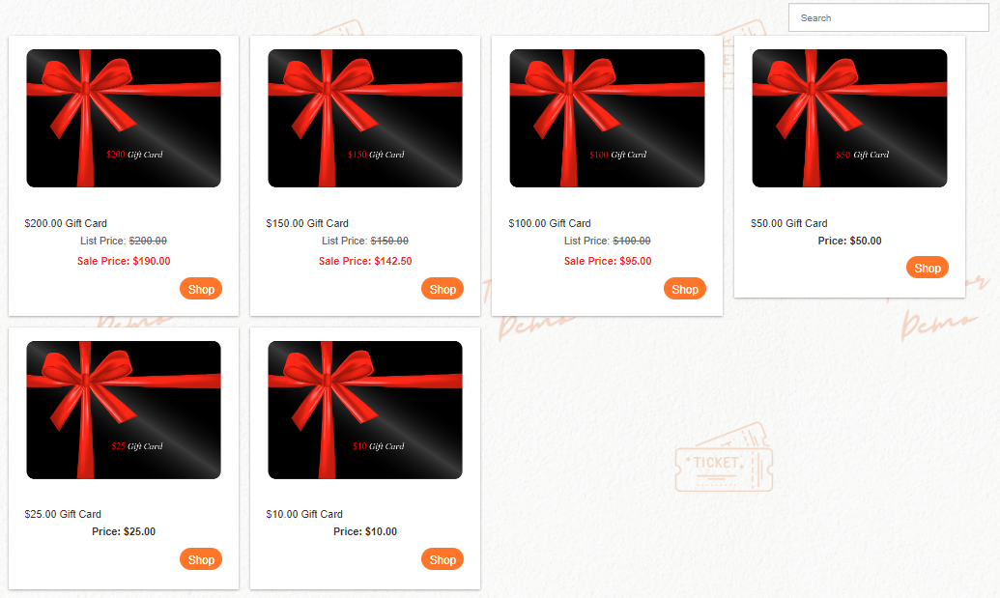 Search
$200 Gift Card
$200.00 Gift Card
List Price: $200.00
Sale Price: $190.00
Shop
$150 Gift Card
$150.00 Gift Card
List Price: $150.00
Sale Price: $142.50
Shop
$100 Gift Card
$100.00 Gift Card
List Price: $100.00
Sale Price: $95.00
Shop
$50 Gift Card
$50.00 Gift Card
Price: $50.00
Shop
Demo
Demo
Demo
$25 Gift Card
$25.00 Gift Card
Price: $25.00
Shop
$10 Gift Card
$10.00 Gift Card
Price: $10.00
Shop
TICKET